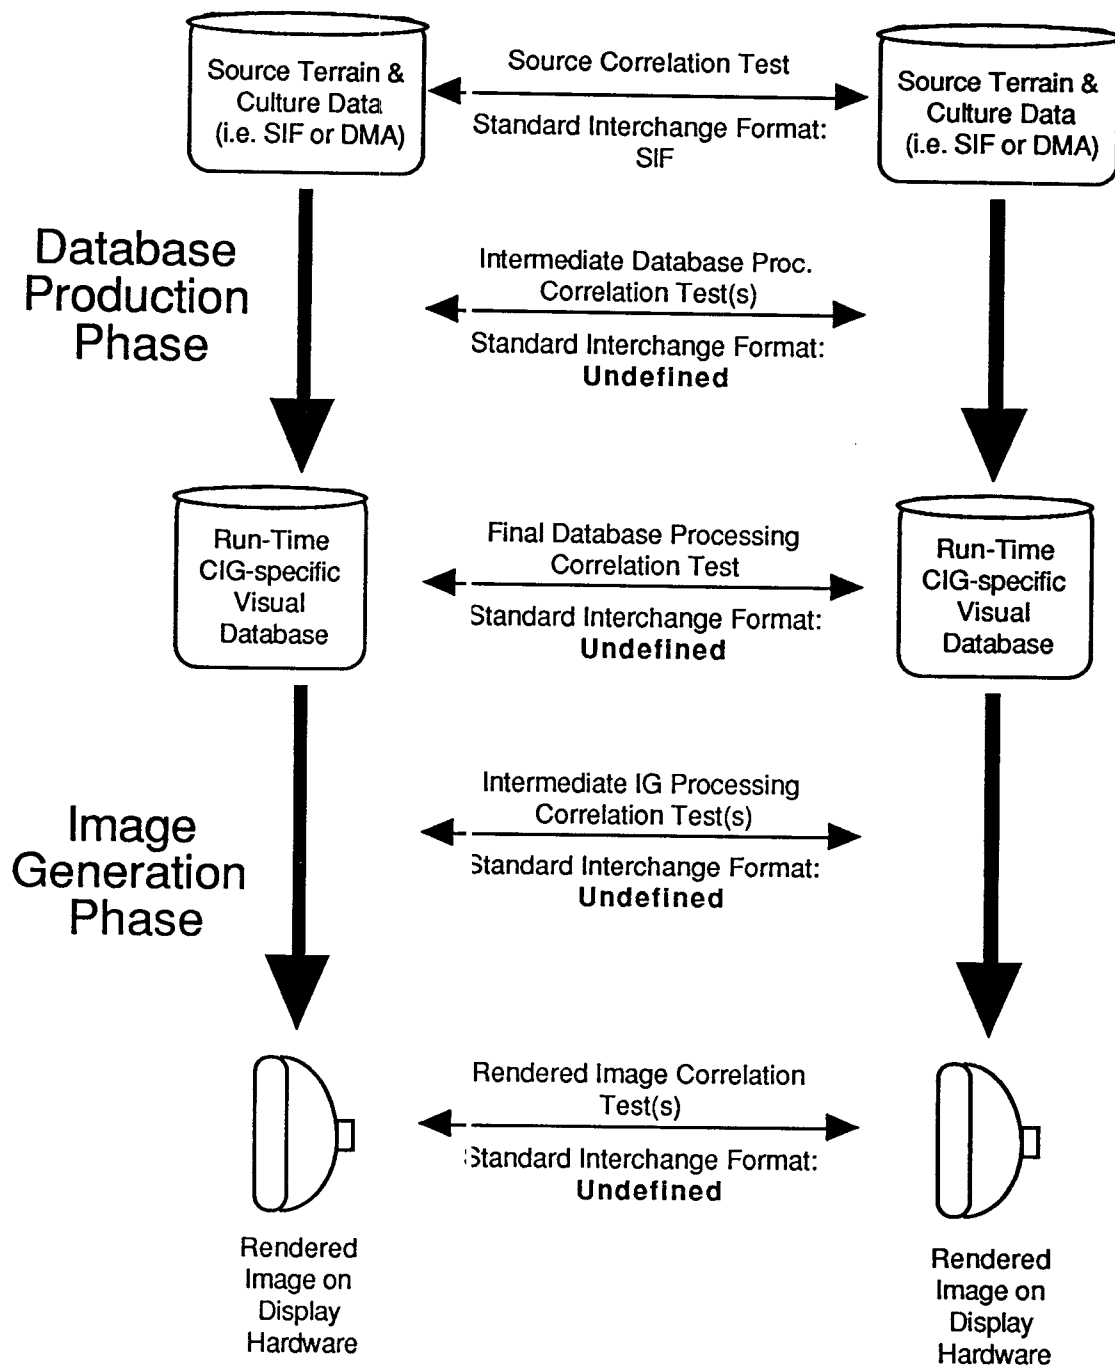 Source Terrain &
Culture Data
(i.e. SIF or DMA)
Source Correlation Test
Standard Interchange Format:
SIF
Source Terrain &
Culture Data
(i.e. SIF or DMA)
Database
Production
Phase
Intermediate Database Proc.
Correlation Test(s)
Standard Interchange Format:
Undefined
Run-Time
CIG-specific
Visual
Database
Final Database Processing
Correlation Test
Standard Interchange Format:
Undefined
Run-Time
CIG-specific
Visual
Database
Image
Generation
Phase
Intermediate IG Processing
Correlation Test(s)
Standard Interchange Format:
Undefined
Rendered Image Correlation
Test(s)
Standard Interchange Format:
Undefined
Rendered
Image on
Display
Hardware
Rendered
Image on
Display
Hardware